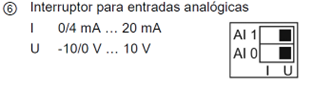 ⑥ Interruptor para entradas analógicas
I 0/4 mA ... 20 mA
U -10/0 V ... 10 V
AI 1
AI 0
I U